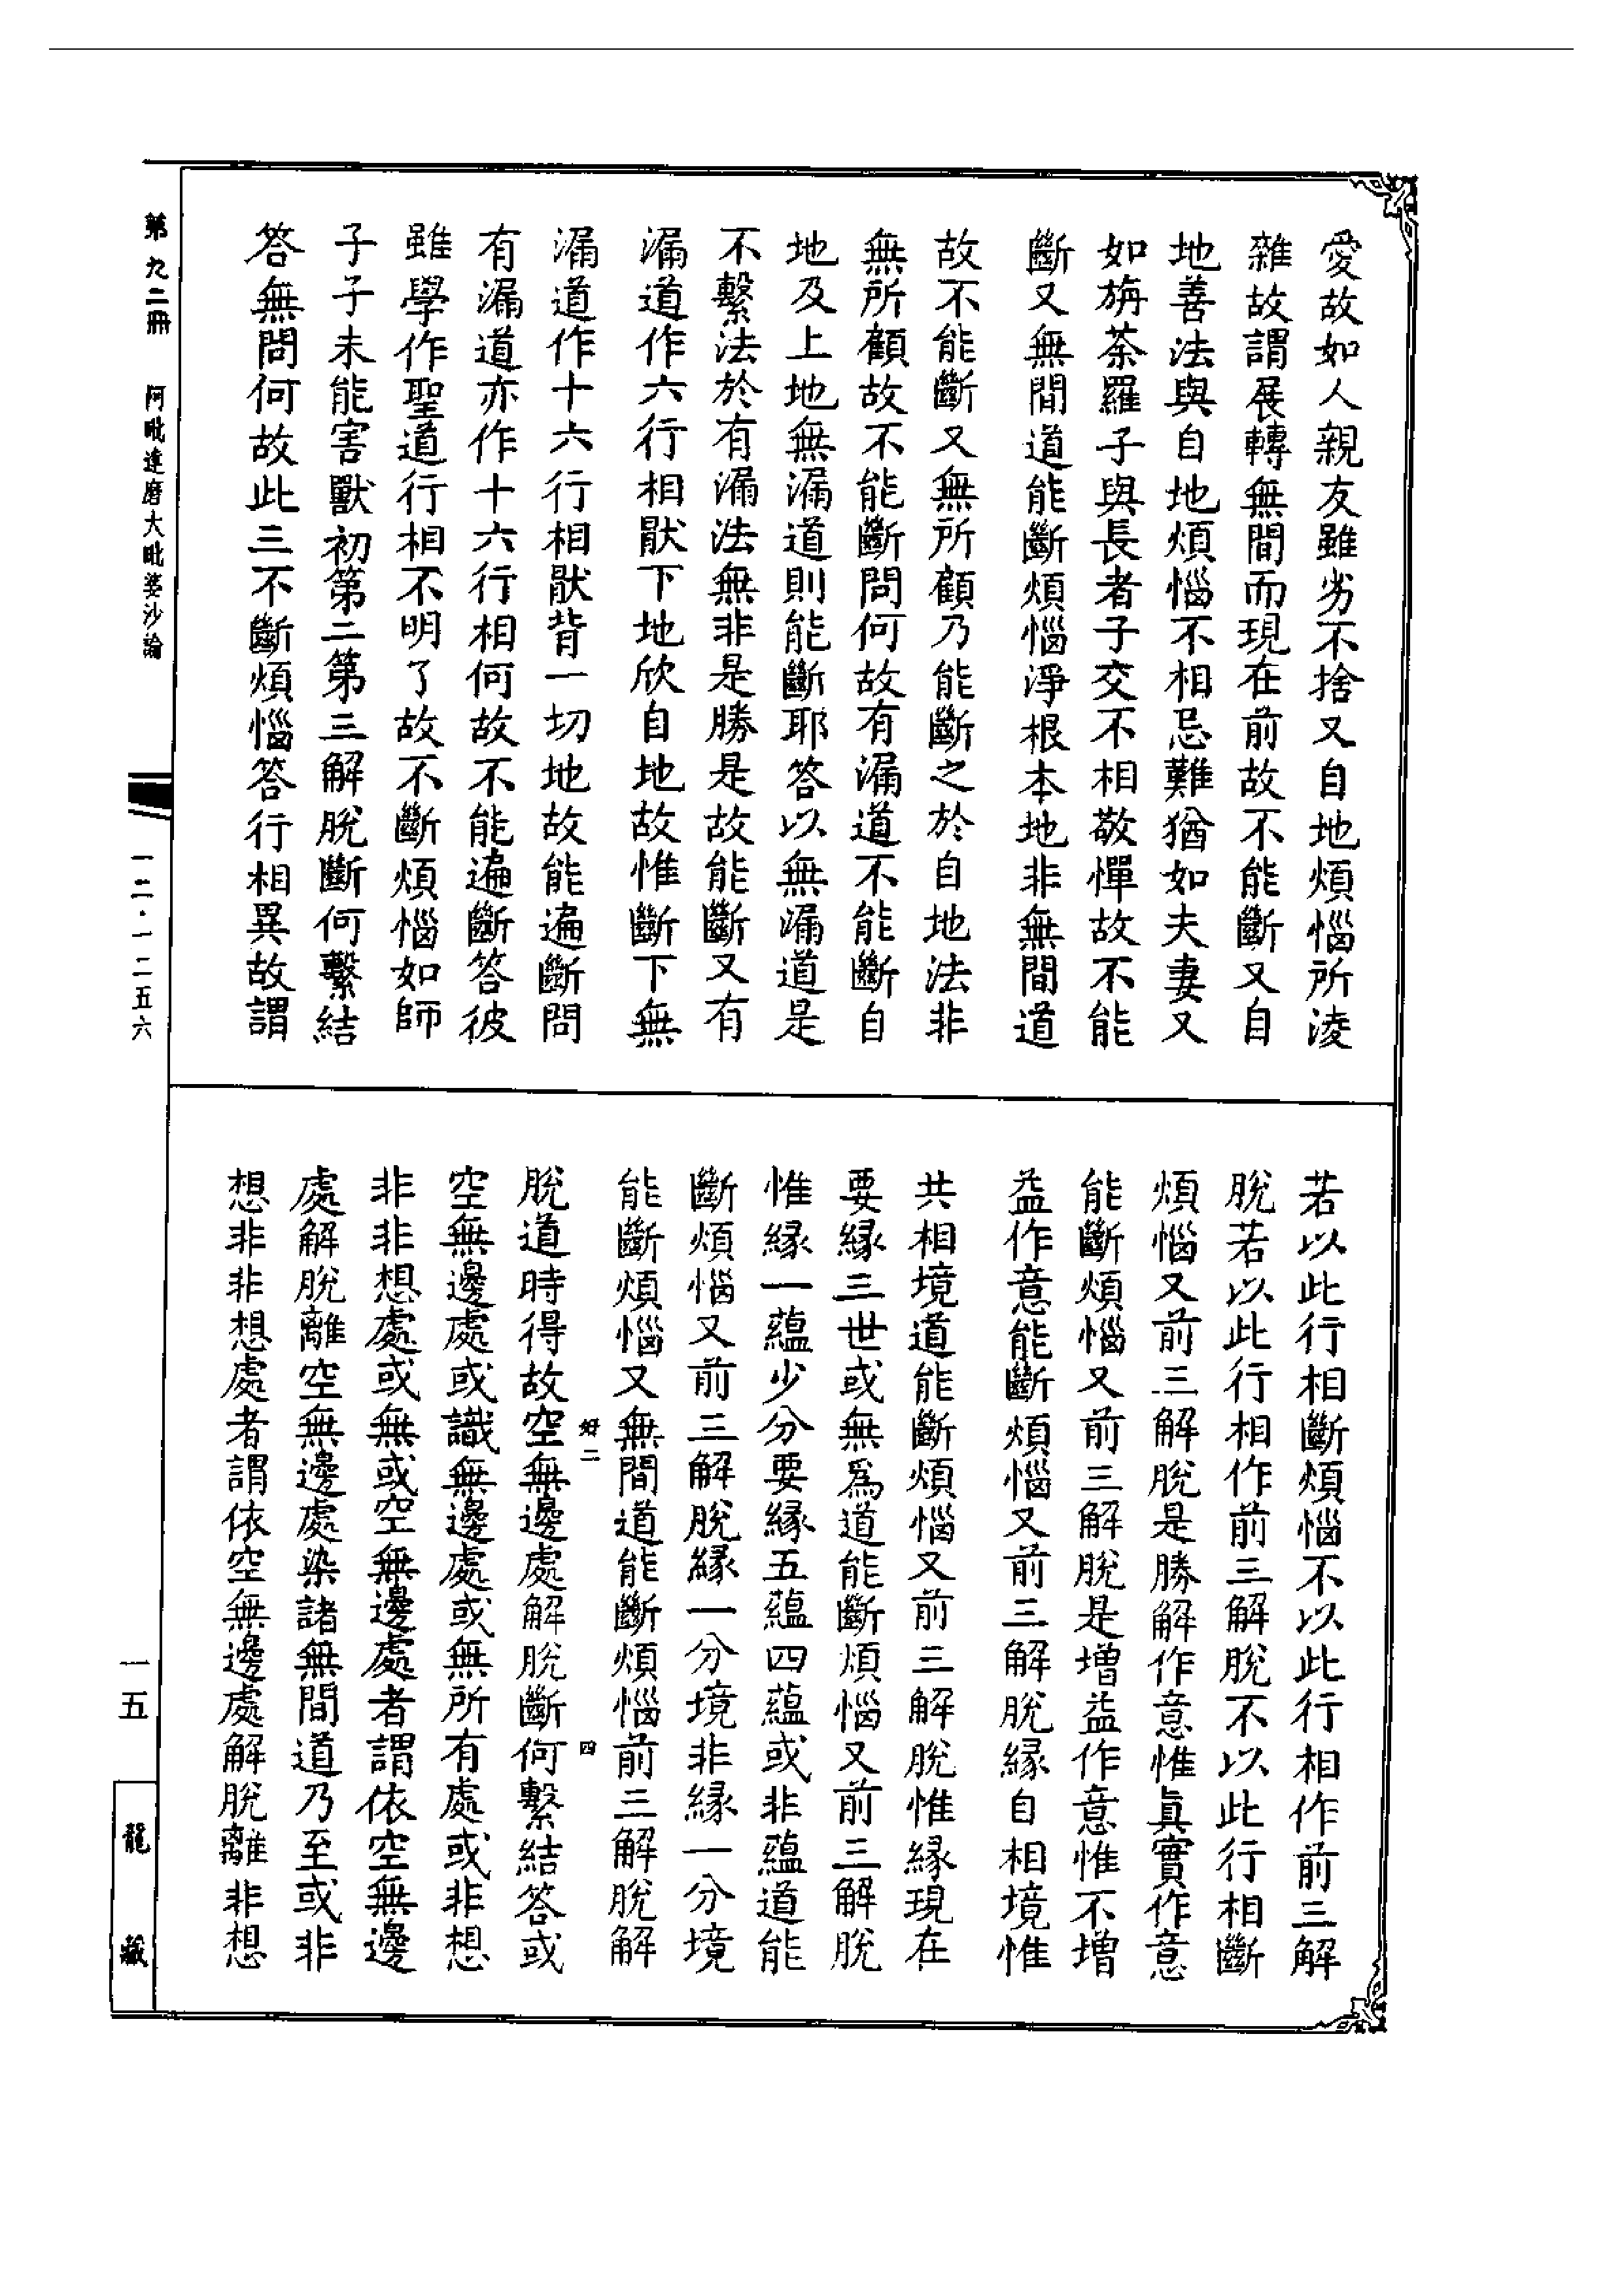 愛故如人親友雖劣不捨又自地煩惱所淩
雜故謂展轉無間而現在前故不能斷又自
地善法與自地煩惱不相忌難猶如夫妻又
如旃荼羅子與長者子交不相敬憚故不能
斷又無間道能斷煩惱淨根本地非無間道
故不能斷又無所顧乃能斷之於自地法非
無所顧故不能斷問何故有漏道不能斷自
地及上地無漏道則能斷耶答以無漏道是
不繫法於有漏法無非是勝是故能斷又有
漏道作六行相厭下地欣自地故惟斷下無
漏道作十六行相厭背一切地故能遍斷問
有漏道亦作十六行相何故不能遍斷答彼
雖學作聖道行相不明了故不斷煩惱如師
子子未能害獸初第二第三解脫斷何繫結
答無問何故此三不斷煩惱答行相異故謂
若以此行相斷煩惱不以此行相作前三解
脫若以此行相作前三解脫不以此行相斷
煩惱又前三解脫是勝解作意惟真實作意
能斷煩惱又前三解脫是增益作意惟不增
益作意能斷煩惱又前三解脫緣自相境惟
共相境道能斷煩惱又前三解脫惟緣現在
要緣三世或無為道能斷煩惱又前三解脫
惟緣一蘊少分要緣五蘊四蘊或非蘊道能
斷煩惱又前三解脫緣一分境非緣一分境
能斷煩惱又無間道能斷煩惱前三解脫解
好二 四
脫道時得故空無邊處解脫斷何繫結答或
空無邊處或識無邊處或無所有處或非想
非非想處或無或空無邊處者謂依空無邊
處解脫離空無邊處染諸無間道乃至或非
想非非想處者謂依空無邊處解脫離非想
第九二冊 阿毗達磨大毗婆沙論
一二·一二五六
一五
龍藏